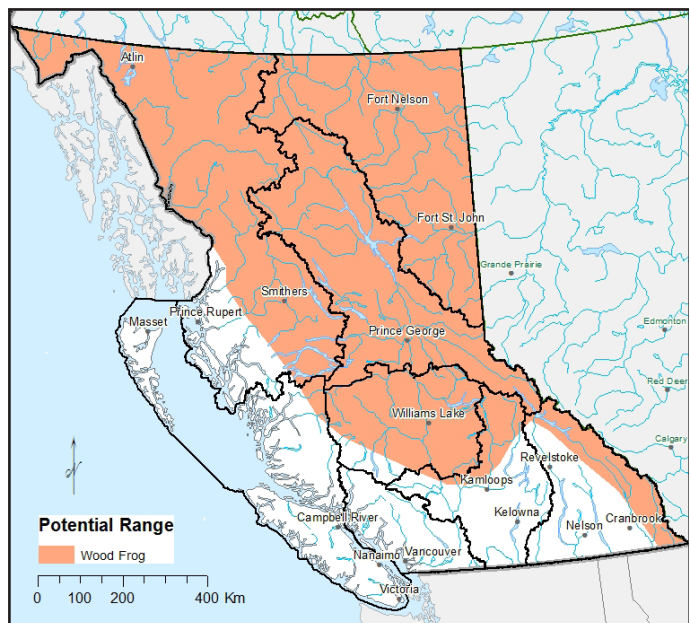 Atlin
Fort Nelson
Fort St. John
Grande Prairie
Smithers
Masset
Prince Rupert
Prince George
Edmonton
Red Deer
Williams Lake
Calgary
Revelstoke
Kamloops
N
Potential Range
Wood Frog
Campbell River
Kelowna
Nelson
Cranbrook
Nanaimo
Vancouver
Victoria
0 100 200 400 Km